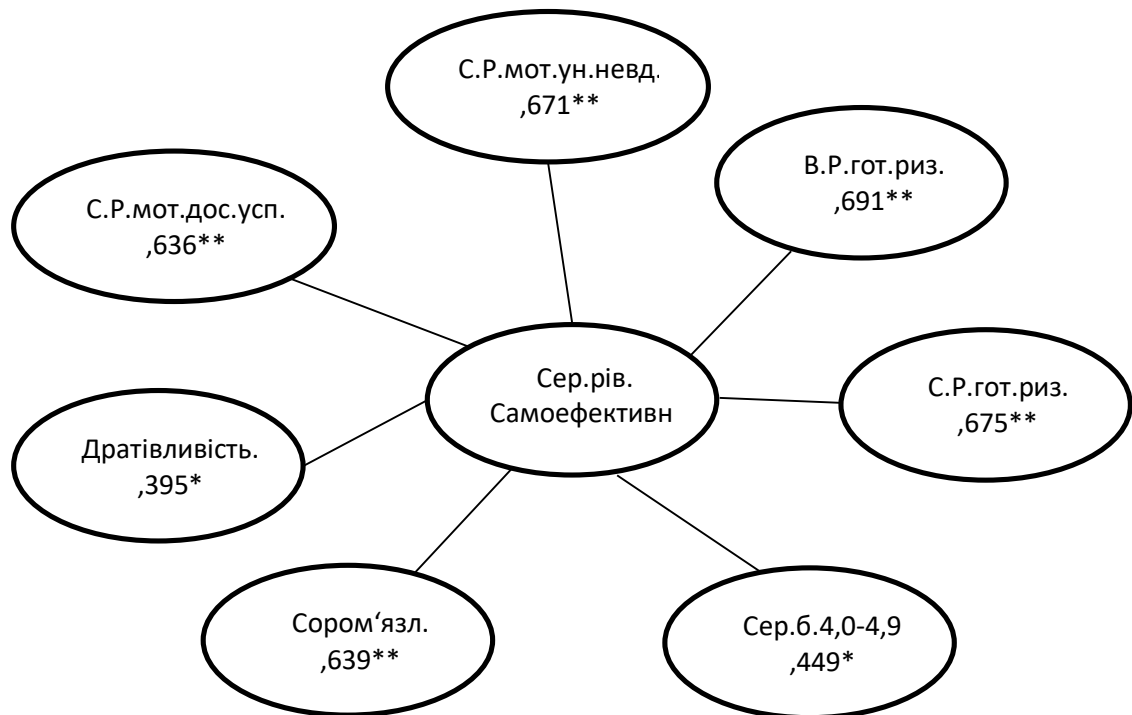 С.Р.мот.ун.невд.
,671**
В.Р.гот.риз.
,691**
С.Р.мот.дос.усп.
,636**
Сер.рів.
Самоефективн
С.Р.гот.риз.
,675**
Дратівливість.
,395*
Сором‘язл.
,639**
Сер.б.4,0-4,9
,449*